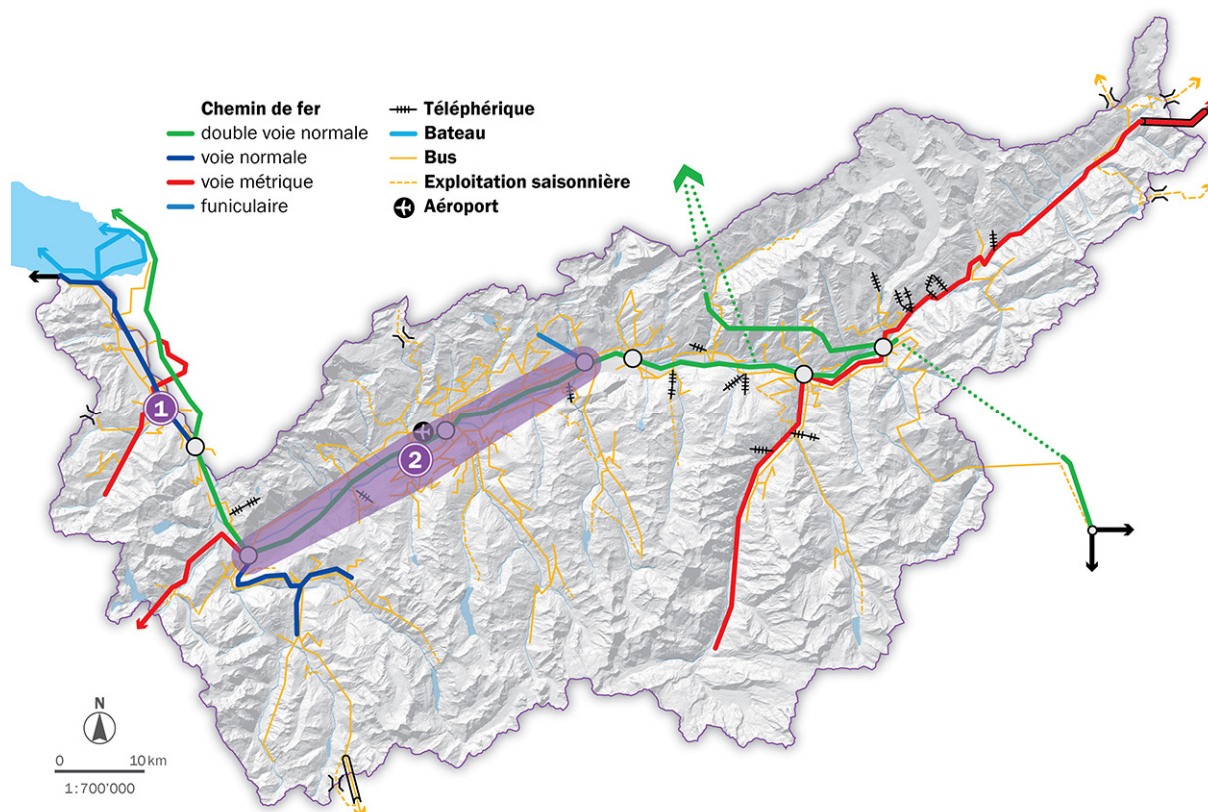 Chemin de fer
double voie normale
voie normale
voie métrique
funiculaire
Téléphérique
Bateau
Bus
Exploitation saisonnière
Aéroport
1
2
N
0 10 km
1:700'000